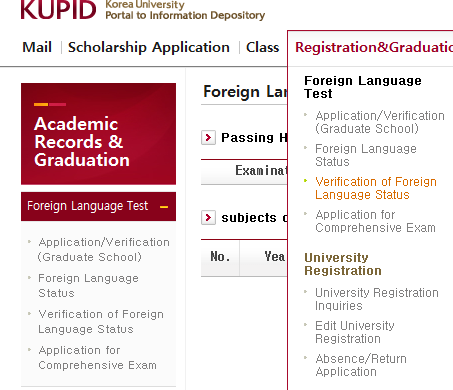 KUPID Korea University
Portal to Information Depository
Mail Scholarship Application Class Registration&Graduatio
Academic
Records &
Graduation
Foreign Language Test
Application/Verification
(Graduate School)
Foreign Language
Status
Verification of Foreign
Language Status
Application for
Comprehensive Exam
Foreign Lan
Passing H
Examinat
subjects o
No. Yea
Foreign Language
Test
Application/Verification
(Graduate School)
Foreign Language
Status
Verification of Foreign
Language Status
Application for
Comprehensive Exam
University
Registration
University Registration
Inquiries
Edit University
Registration
Absence/Return
Application